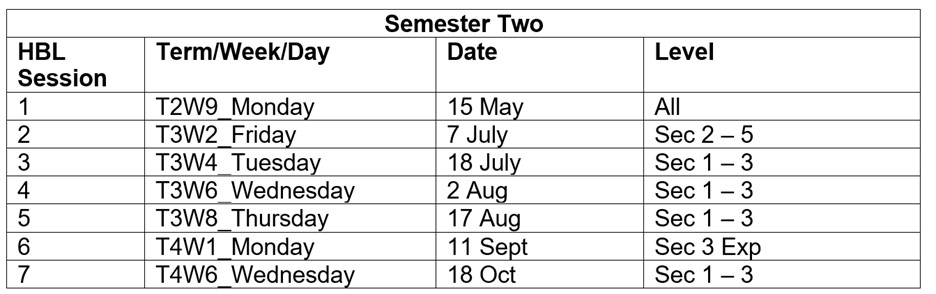 Semester Two
HBL Session Term/Week/Day Date Level
1 T2W9_Monday 15 May All
2 T3W2_Friday 7 July Sec 2 – 5
3 T3W4_Tuesday 18 July Sec 1 – 3
4 T3W6_Wednesday 2 Aug Sec 1 – 3
5 T3W8_Thursday 17 Aug Sec 1 – 3
6 T4W1_Monday 11 Sept Sec 3 Exp
7 T4W6_Wednesday 18 Oct Sec 1 – 3